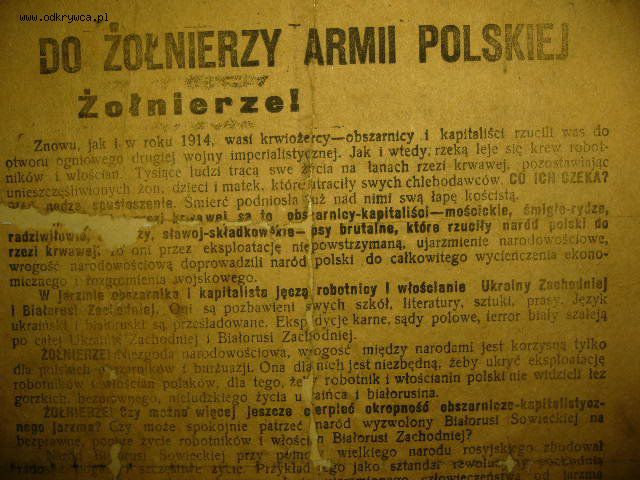 www.odkrywca.pl
DO ŻOŁNIERZY ARMII POLSKIEJ
Żołnierze!
Znowu, jak i w roku 1914, wasi krwiożercy—obszarnicy i kapitaliści rzucili was do
otworu ogniowego drugiej wojny imperialistycznej. Jak i wtedy, rzeką leje się krew robot-
ników i włościan. Tysiące ludzi tracą swe życia na łanach rzezi krwawej, pozostawiając
unieszczęśliwionych żon, dzieci i matek, które straciły swych chlebodawców. CO ICH CZEKA?
nędza, spustoszenie. Śmierć podniosła już nad nimi swą łapę kościstą.
rzezi krwawej są to obszarnicy-kapitaliści—mościckie, śmigłe-rydze,
radziwiłłowie, sławoj-składkowskie—psy brutalne, które rzuciły naród polski do
rzezi krwawej. To oni przez eksploatację niepowstrzymaną, ujarzmienie narodowościowe,
wrogość narodowościową doprowadzili naród polski do całkowitego wycieńczenia ekono-
micznego i rozgromienia wojskowego.
W jarzmie obszarnika i kapitalista jęczą robotnicy i włościanie Ukrainy Zachodniej
i Białorusi Zachodniej. Oni są pozbawieni swych szkół, literatury, sztuki, prasy. Język
ukraiński i białoruski są prześladowane. Ekspedycje karne, sądy polowe, terror biały szaleją
po całej Ukrainie Zachodniej i Białorusi Zachodniej.
ŻOŁNIERZE! Niezgoda narodowościowa, wrogość między narodami jest korzysną tylko
dla polskich obszarników i burżuazji. Ona dla nich jest niezbędną, żeby ukryć eksploatację
robotników i włościan polaków, dla tego, żeby robotnik i włościanin polski nie widzieli łez
gorzkich, bezprawnego, nieludzkiego życia ukraińca i białorusina.
ŻOŁNIERZE! Czy można więcej jeszcze cierpieć okropność obszarniczo-kapitalistycz-
nego jarzma? Czy może spokojnie patrzeć naród wyzwolony Białorusi Sowieckiej na
bezprawne, podłe życie robotników i włościan Białorusi Zachodniej?
Naród Białorusi Sowieckiej przy pomocy wielkiego narodu rosyjskiego zbudował
szczęśliwe życie. Przykład jego jako sztandar rewolucji